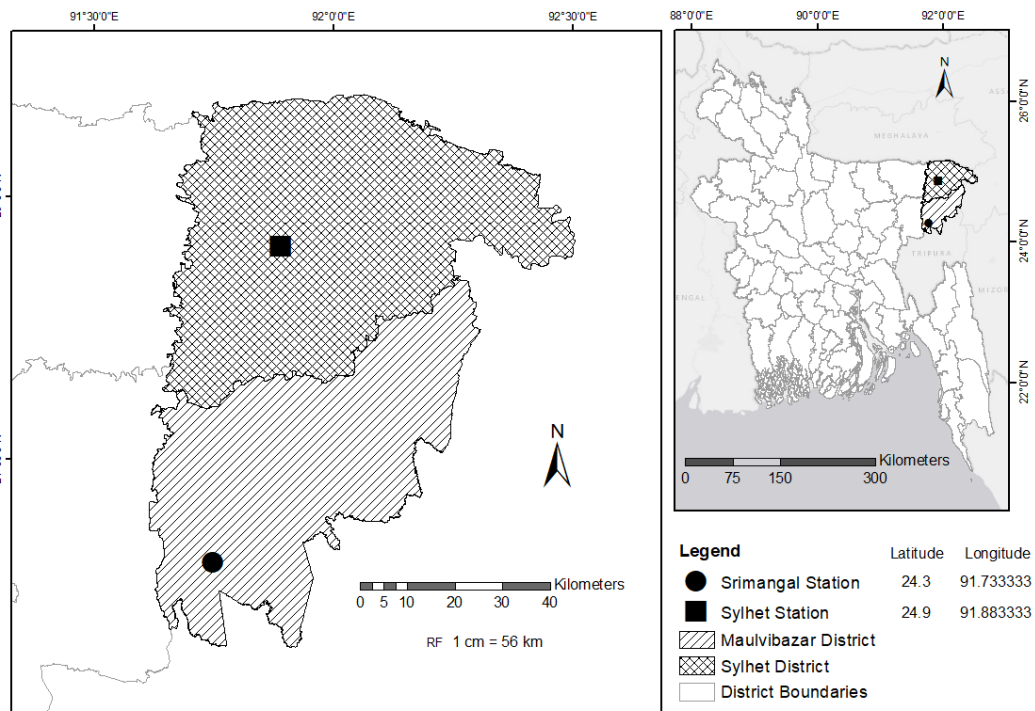 91°30'0"E 92°0'0"E 92°30'0"E
N
0 5 10 20 30 40 Kilometers
RF 1 cm = 56 km
88°0'0"E 90°0'0"E 92°0'0"E
N
26°0'0"N
24°0'0"N
22°0'0"N
MEGHALAYA
TRIPURA
Kilometers
0 75 150 300
Legend Latitude Longitude
Srimangal Station 24.3 91.733333
Sylhet Station 24.9 91.883333
Maulvibazar District
Sylhet District
District Boundaries